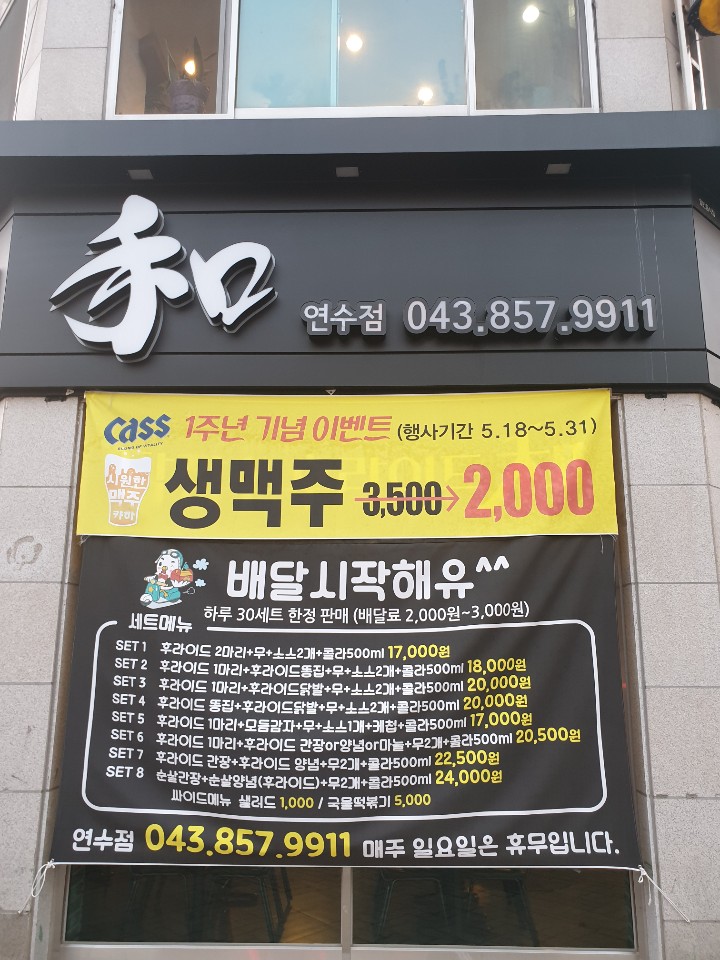 和 연수점 043.857.9911
Cass 1주년 기념 이벤트 (행사기간 5.18~5.31)
SOUND OF VITALITY
시원한
맥주
생맥주 3,500→2,000
배달시작해유^^
하루 30세트 한정 판매 (배달료 2,000원~3,000원)
세트메뉴
SET 1 후라이드 2마리+무+소스2개+콜라500ml 17,000원
SET 2 후라이드 1마리+후라이드똥집+무+소스2개+콜라500ml 18,000원
SET 3 후라이드 1마리+후라이드닭발+무+소스2개+콜라500ml 20,000원
SET 4 후라이드 똥집+후라이드닭발+무+소스2개+콜라500ml 20,000원
SET 5 후라이드 1마리+모둠감자+무+소스1개+케첩+콜라500ml 17,000원
SET 6 후라이드 1마리+후라이드 간장or양념or마늘+무2개+콜라500ml 20,500원
SET 7 후라이드 간장+후라이드 양념+무2개+콜라500ml 22,500원
SET 8 순살간장+순살양념(후라이드)+무2개+콜라500ml 24,000원
싸이드메뉴 샐러드 1,000 / 국물떡볶기 5,000
연수점 043.857.9911 매주 일요일은 휴무입니다.